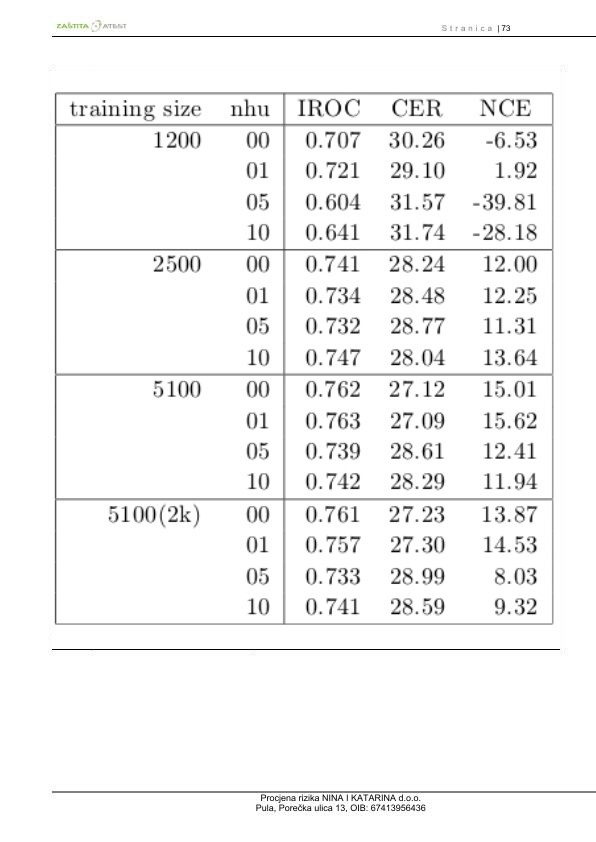 ZAŠTITA ATEST
Stranica |73
training size nhu IROC CER NCE
1200 00 0.707 30.26 -6.53
01 0.721 29.10 1.92
05 0.604 31.57 -39.81
10 0.641 31.74 -28.18
2500 00 0.741 28.24 12.00
01 0.734 28.48 12.25
05 0.732 28.77 11.31
10 0.747 28.04 13.64
5100 00 0.762 27.12 15.01
01 0.763 27.09 15.62
05 0.739 28.61 12.41
10 0.742 28.29 11.94
5100(2k) 00 0.761 27.23 13.87
01 0.757 27.30 14.53
05 0.733 28.99 8.03
10 0.741 28.59 9.32
Procjena rizika NINA I KATARINA d.o.o.
Pula, Porečka ulica 13, OIB: 67413956436